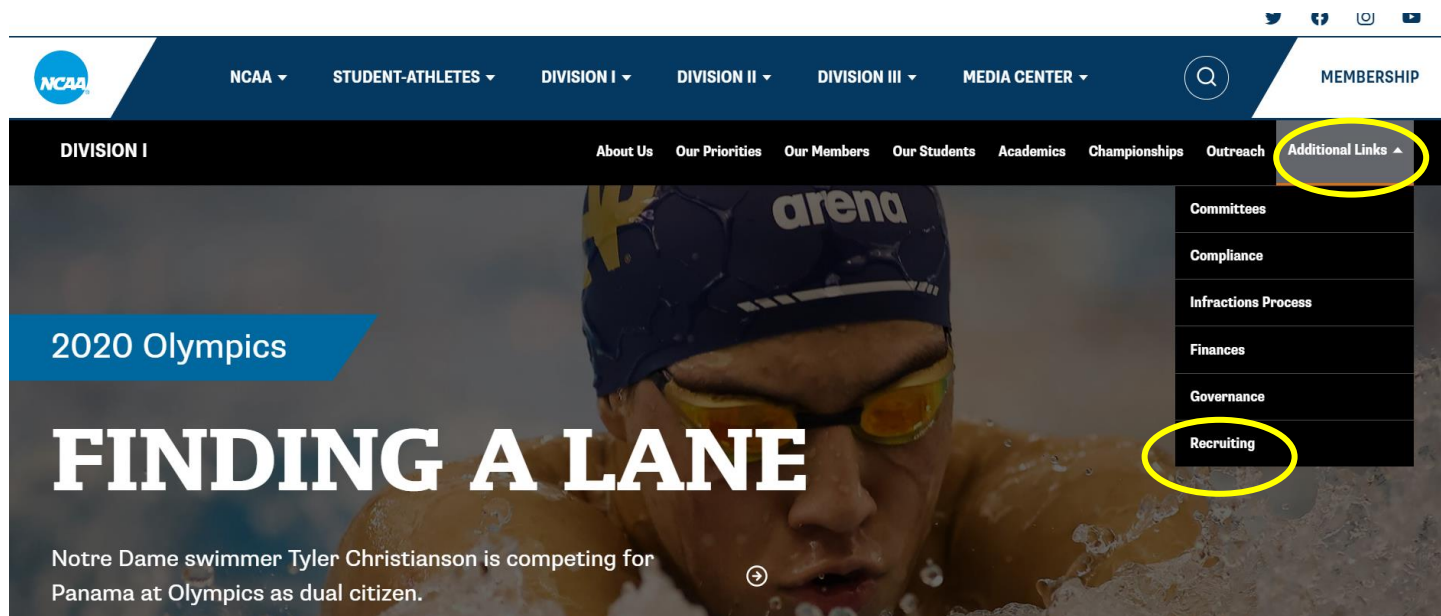 NCAA
NCAA STUDENT-ATHLETES DIVISION I DIVISION II DIVISION III MEDIA CENTER MEMBERSHIP
DIVISION I
About Us Our Priorities Our Members Our Students Academics Championships Outreach Additional Links
arena
Committees
Compliance
Infractions Process
Finances
Governance
Recruiting
2020 Olympics
FINDING A LANE
Notre Dame swimmer Tyler Christianson is competing for
Panama at Olympics as dual citizen.